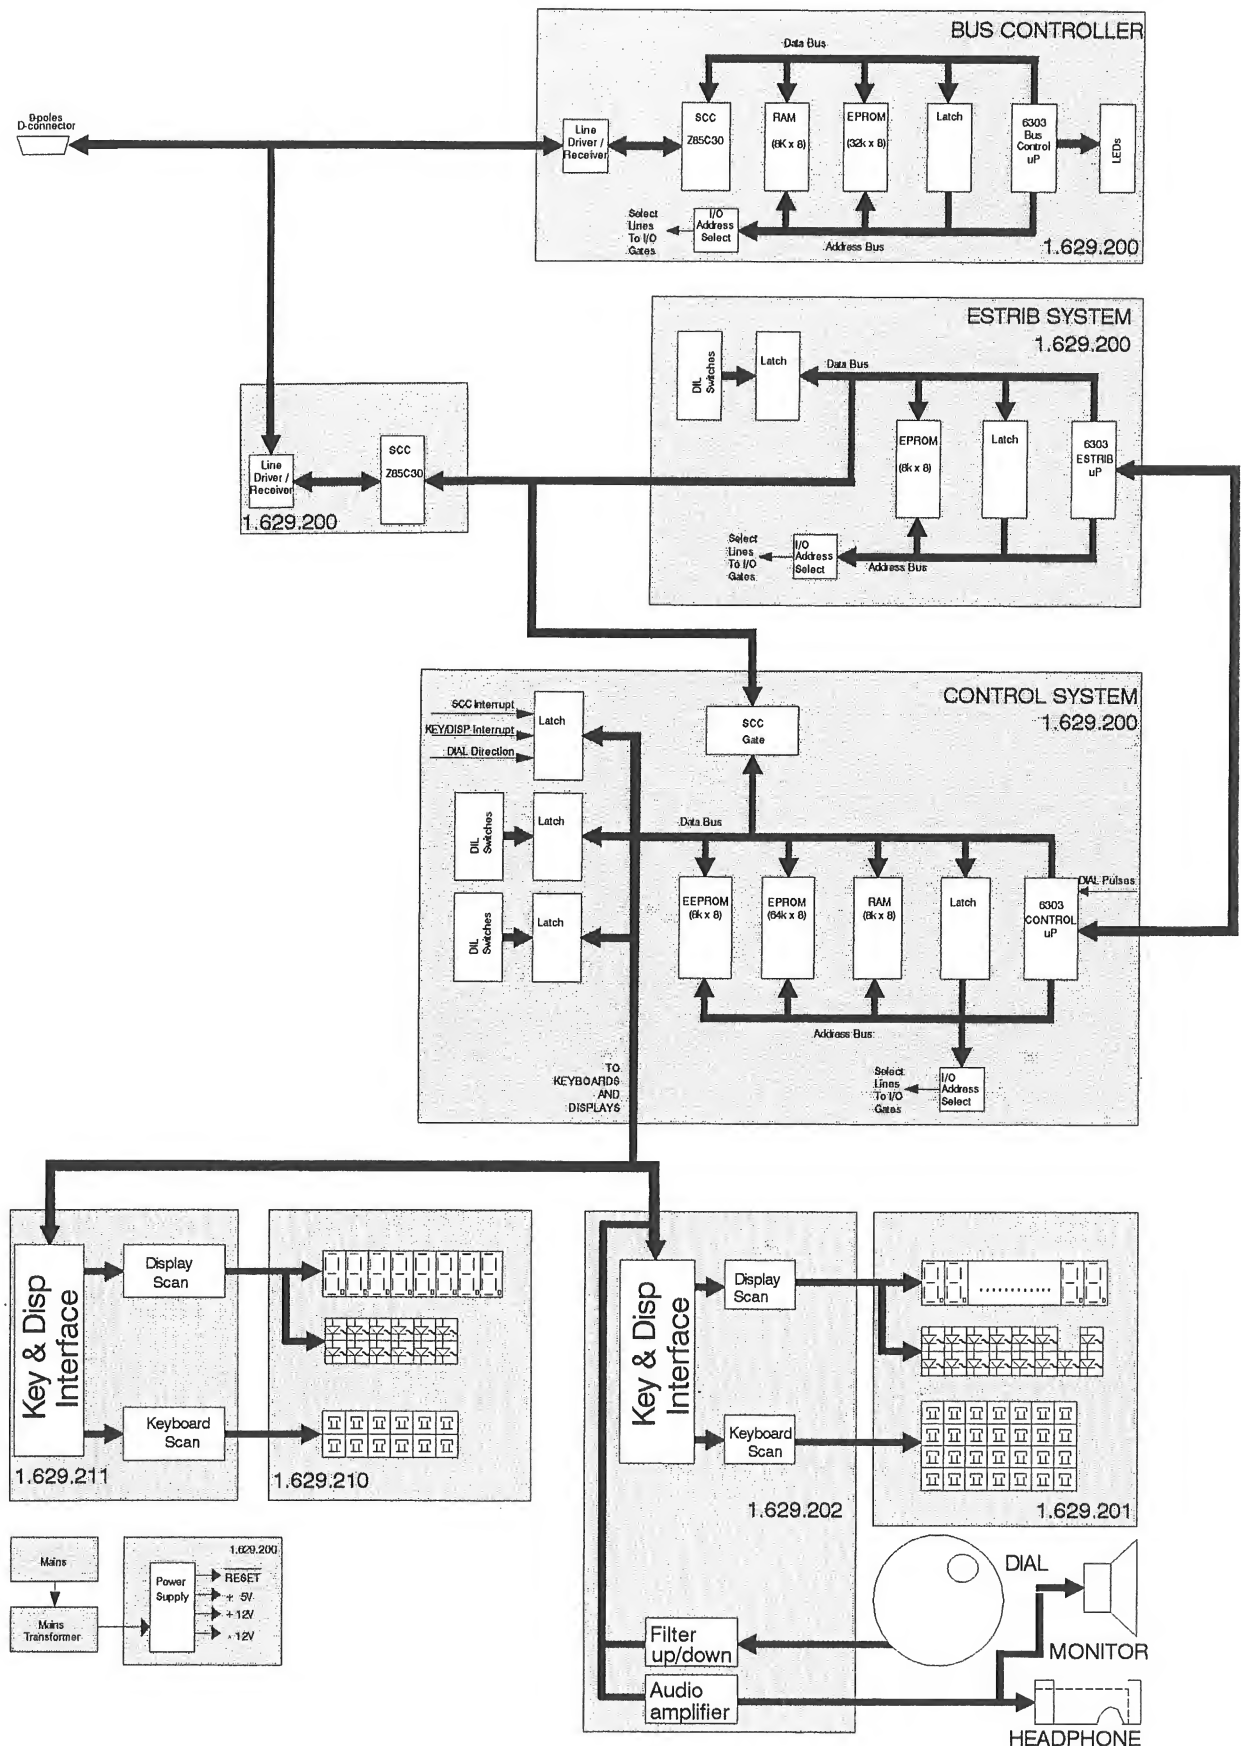 BUS CONTROLLER
Data Bus
9-poles
D-connector
Line
Driver /
Receiver
SCC
Z85C30
RAM
(8K x 8)
EPROM
(32k x 8)
Latch
6303
Bus
Control
uP
LEDs
Select
Lines
To I/O
Gates
I/O
Address
Select
Address Bus
1.629.200
ESTRIB SYSTEM
1.629.200
DIL
Switches
Latch
Data Bus
EPROM
(8k x 8)
Latch
6303
ESTRIB
uP
Line
Driver /
Receiver
SCC
Z85C30
1.629.200
Select
Lines
To I/O
Gates
I/O
Address
Select
Address Bus
CONTROL SYSTEM
1.629.200
SCC Interrupt
KEY/DISP Interrupt
DIAL Direction
Latch
SCC
Gate
DIL
Switches
Latch
Data Bus
DIL
Switches
Latch
EEPROM
(8k x 8)
EPROM
(64k x 8)
RAM
(8k x 8)
Latch
6303
CONTROL
uP
DIAL Pulses
Address Bus
TO
KEYBOARDS
AND
DISPLAYS
Select
Lines
To I/O
Gates
I/O
Address
Select
Key & Disp
Interface
Display
Scan
Keyboard
Scan
1.629.211
1.629.210
Key & Disp
Interface
Display
Scan
Keyboard
Scan
1.629.202
1.629.201
Mains
Mains
Transformer
1.629.200
Power
Supply
RESET
+ 5V
+ 12V
- 12V
DIAL
MONITOR
Filter
up/down
Audio
amplifier
HEADPHONE